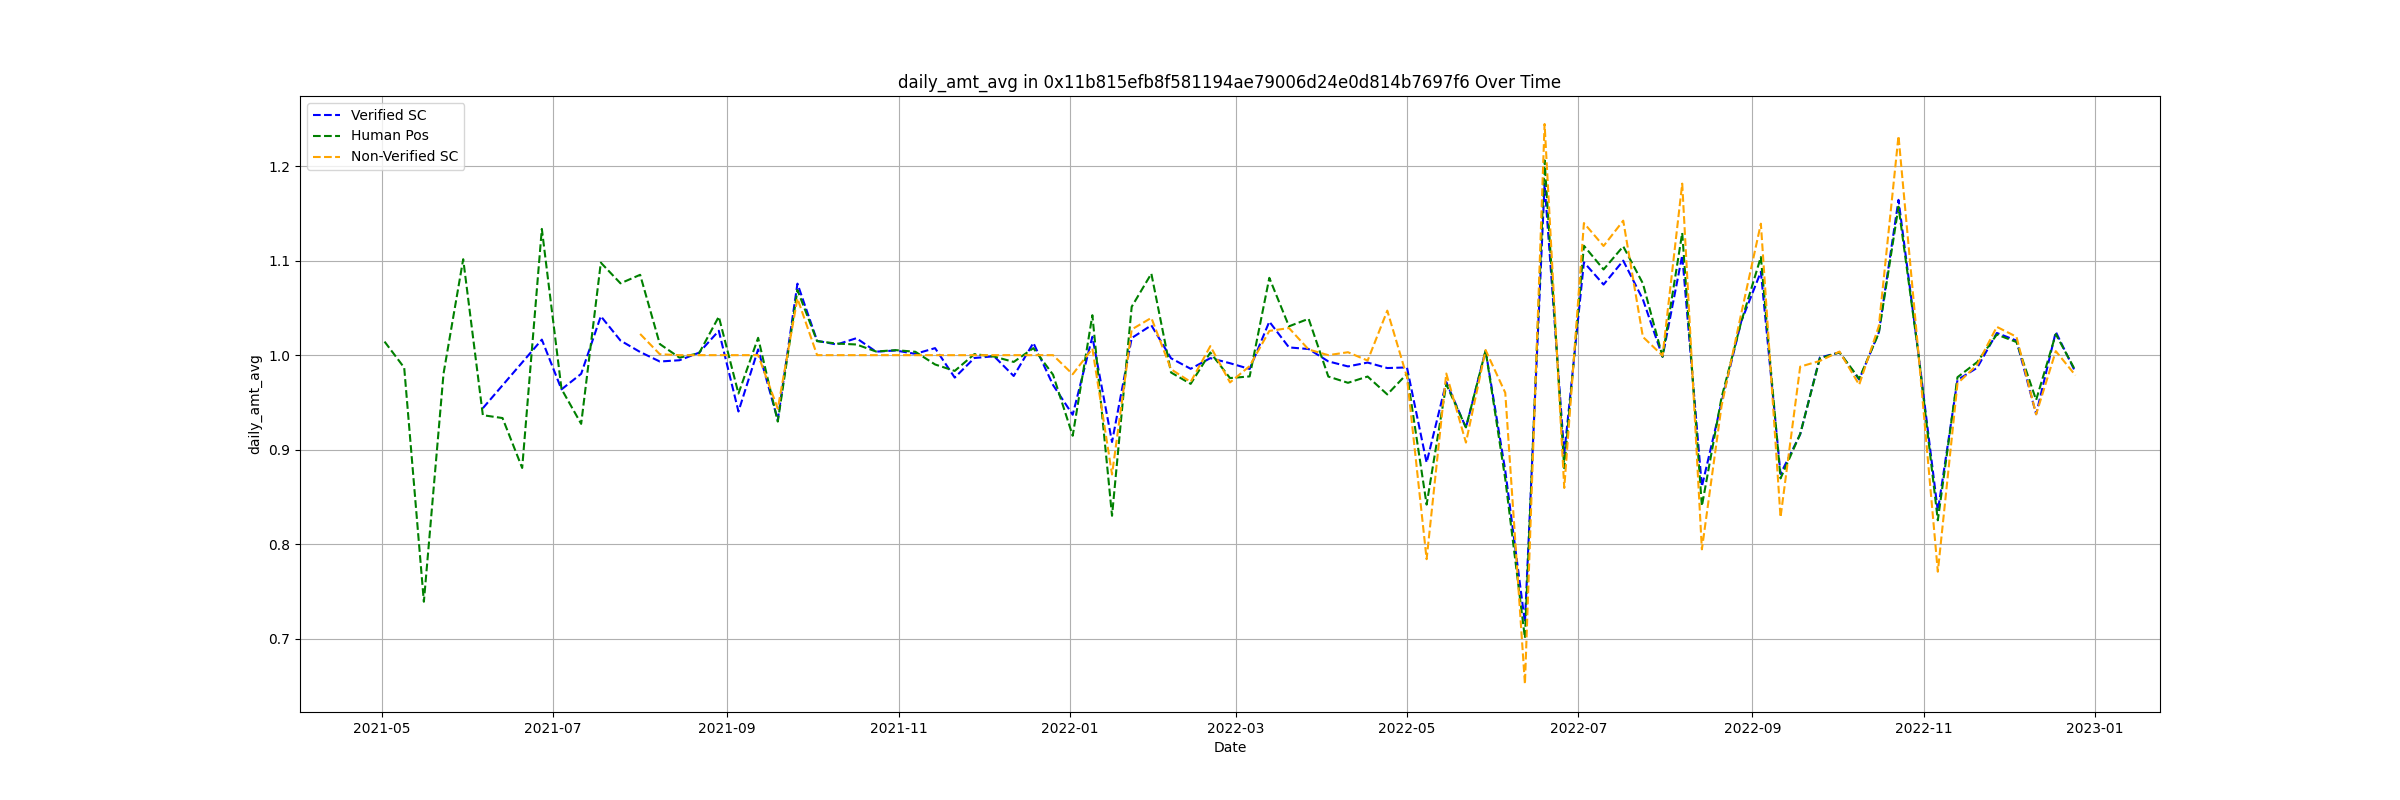 daily_amt_avg in 0x11b815efb8f581194ae79006d24e0d814b7697f6 Over Time
Verified SC
Human Pos
Non-Verified SC
daily_amt_avg
1.2
1.1
1.0
0.9
0.8
0.7
2021-05 2021-07 2021-09 2021-11 2022-01 2022-03 2022-05 2022-07 2022-09 2022-11 2023-01
Date